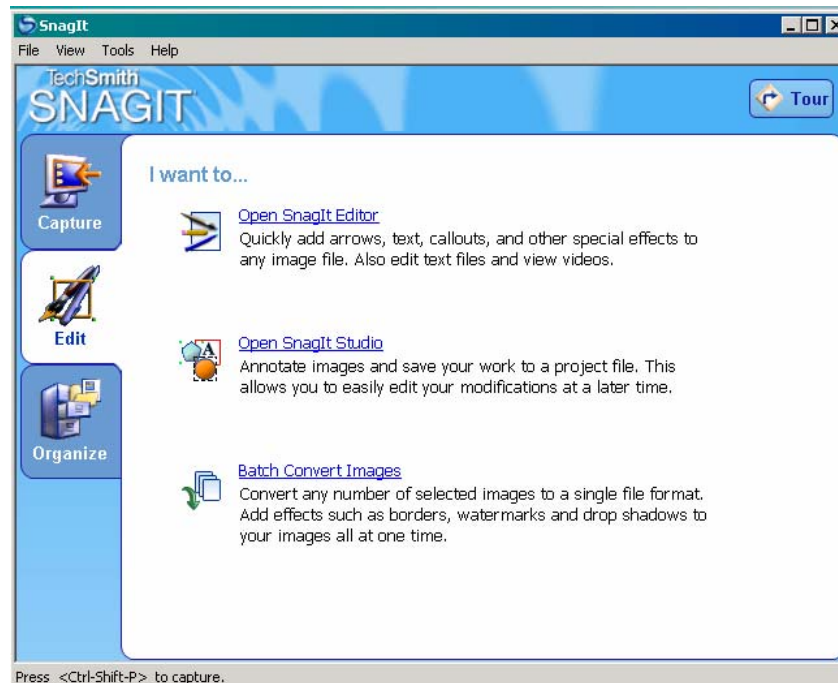 SnagIt
File View Tools Help
TechSmith
SNAGIT
Tour
Capture
Edit
Organize
I want to...
Open SnagIt Editor
Quickly add arrows, text, callouts, and other special effects to
any image file. Also edit text files and view videos.
Open SnagIt Studio
Annotate images and save your work to a project file. This
allows you to easily edit your modifications at a later time.
Batch Convert Images
Convert any number of selected images to a single file format.
Add effects such as borders, watermarks and drop shadows to
your images all at one time.
Press <Ctrl-Shift-P> to capture.